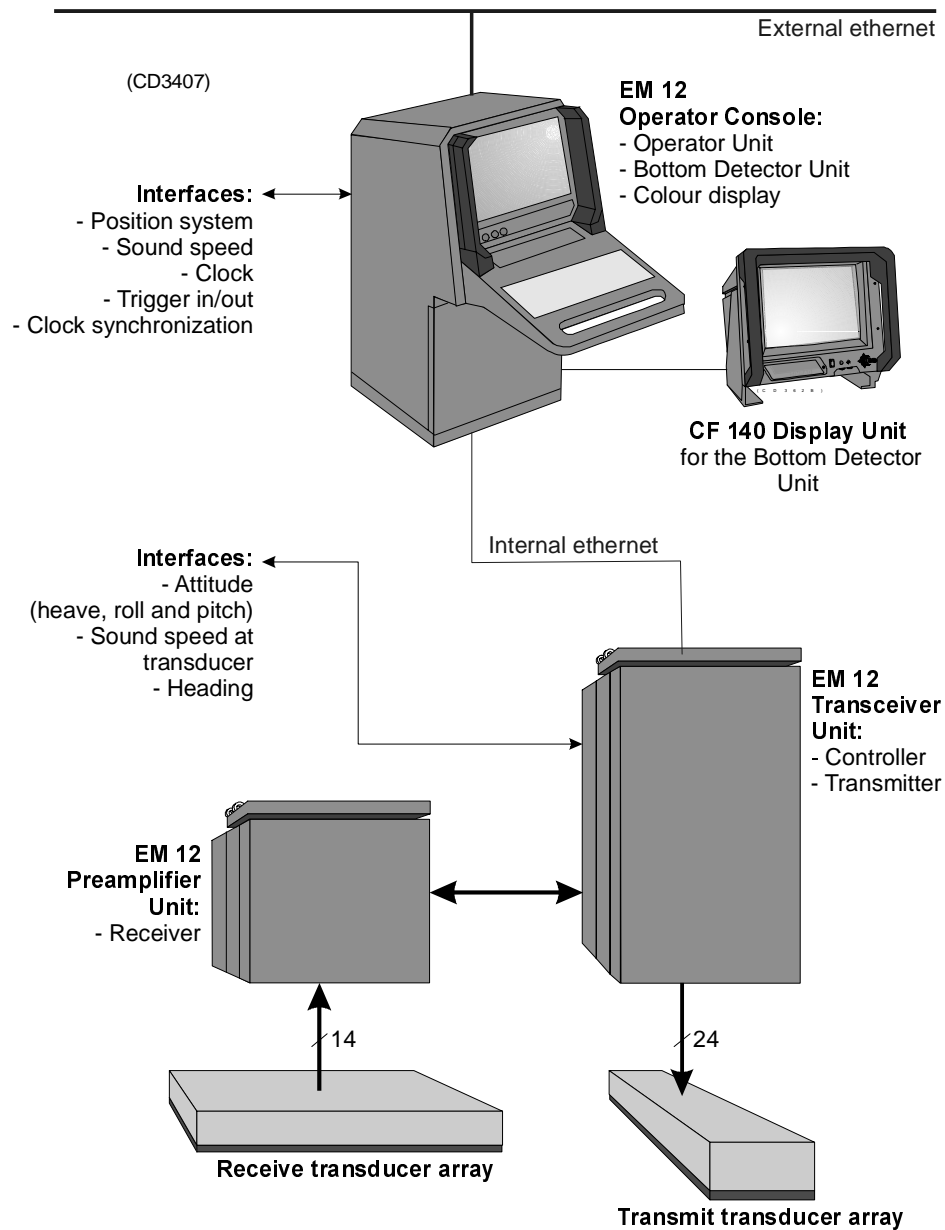 External ethernet
(CD3407)
EM 12
Operator Console:
- Operator Unit
- Bottom Detector Unit
- Colour display
Interfaces:
- Position system
- Sound speed
- Clock
- Trigger in/out
- Clock synchronization
(CD3628)
CF 140 Display Unit
for the Bottom Detector
Unit
Internal ethernet
Interfaces:
- Attitude
(heave, roll and pitch)
- Sound speed at
transducer
- Heading
EM 12
Transceiver
Unit:
- Controller
- Transmitter
EM 12
Preamplifier
Unit:
- Receiver
14
24
Receive transducer array
Transmit transducer array